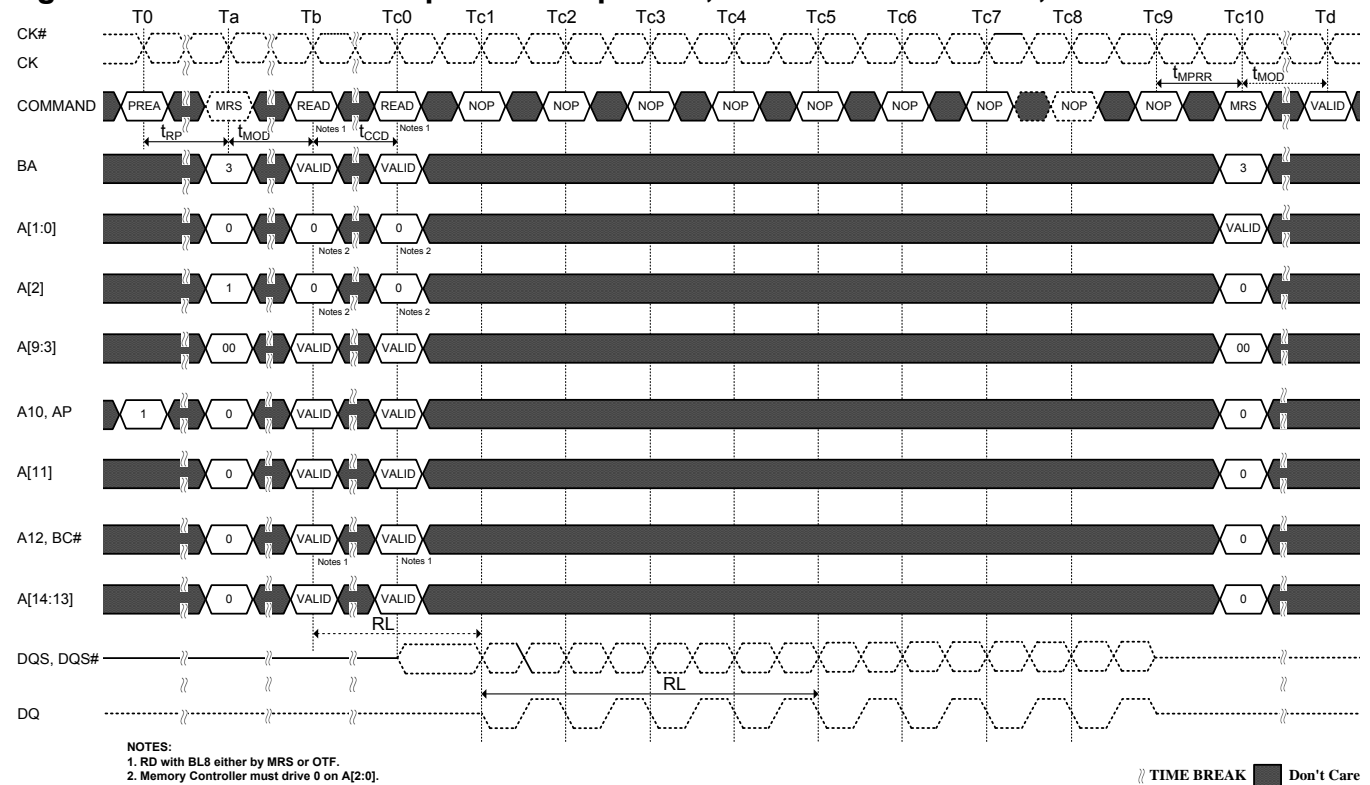 T0 Ta Tb Tc0 Tc1 Tc2 Tc3 Tc4 Tc5 Tc6 Tc7 Tc8 Tc9 Tc10 Td
CK#
CK
tMPRR tMOD
COMMAND PREA MRS READ READ NOP NOP NOP NOP NOP NOP NOP NOP NOP MRS VALID
Notes 1 Notes 1
tRP tMOD tCCD
BA 3 VALID VALID 3
A[1:0] 0 0 0 VALID
Notes 2 Notes 2
A[2] 1 0 0 0
Notes 2 Notes 2
A[9:3] 00 VALID VALID 00
A10, AP 1 0 VALID VALID 0
A[11] 0 VALID VALID 0
A12, BC# 0 VALID VALID 0
Notes 1 Notes 1
A[14:13] 0 VALID VALID 0
RL
DQS, DQS#
RL
DQ
NOTES:
1. RD with BL8 either by MRS or OTF.
2. Memory Controller must drive 0 on A[2:0].
TIME BREAK Don't Care